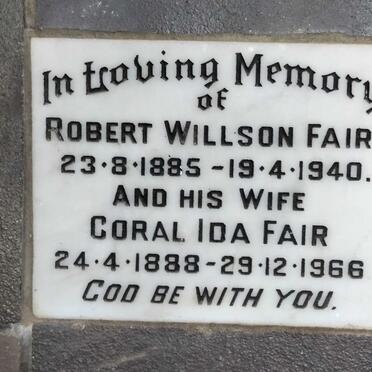 In Loving Memory
OF
ROBERT WILLSON FAIR
23·8·1885 – 19·4·1940.
AND HIS WIFE
CORAL IDA FAIR
24·4·1888 – 29·12·1966
GOD BE WITH YOU.